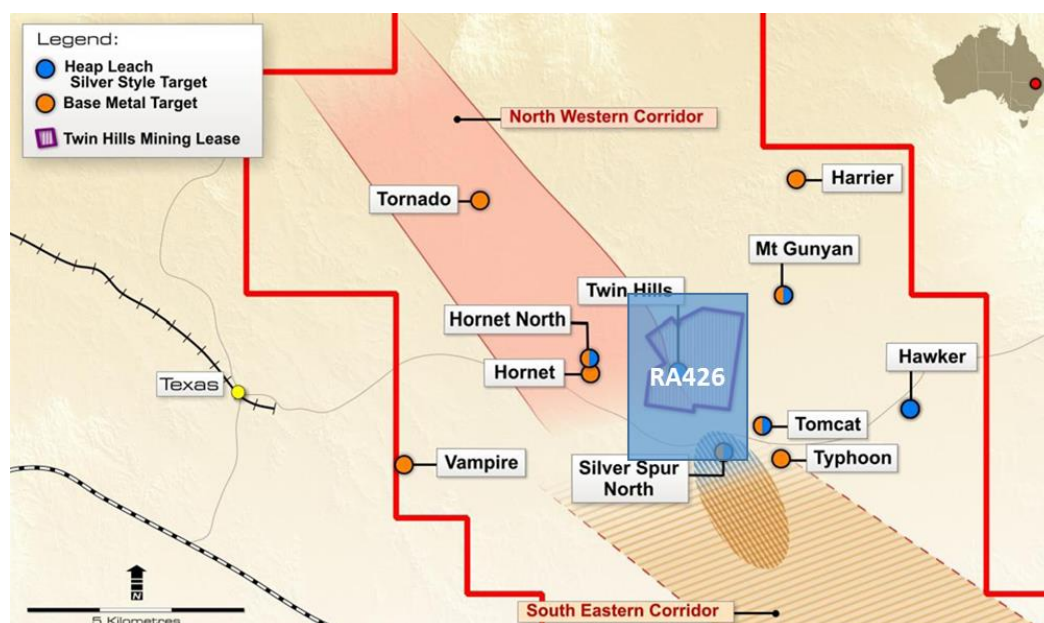 Legend:
Heap Leach
Silver Style Target
Base Metal Target
Twin Hills Mining Lease
North Western Corridor
Harrier
Tornado
Mt Gunyan
Twin Hills
Hornet North
Hawker
Hornet
RA426
Texas
Tomcat
Vampire
Silver Spur
North
Typhoon
N
South Eastern Corridor
5 Kilometres